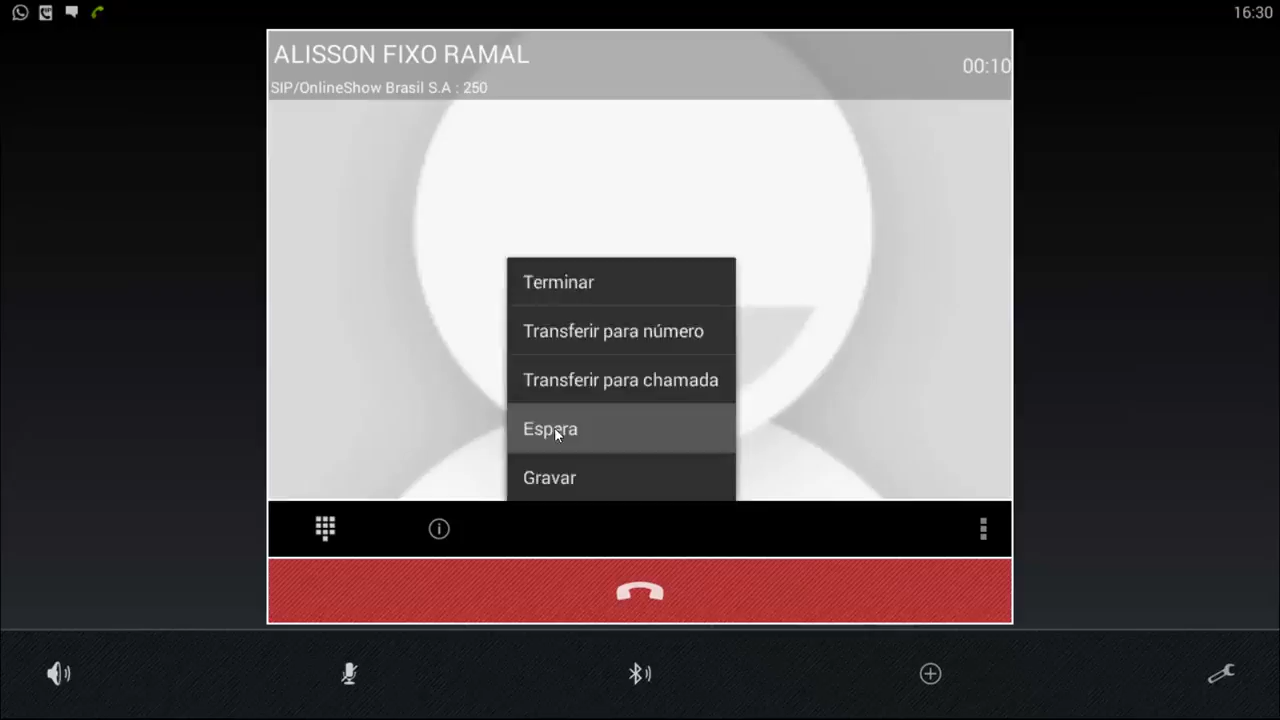 16:30
ALISSON FIXO RAMAL
00:10
SIP/OnlineShow Brasil S.A : 250
Terminar
Transferir para número
Transferir para chamada
Espera
Gravar